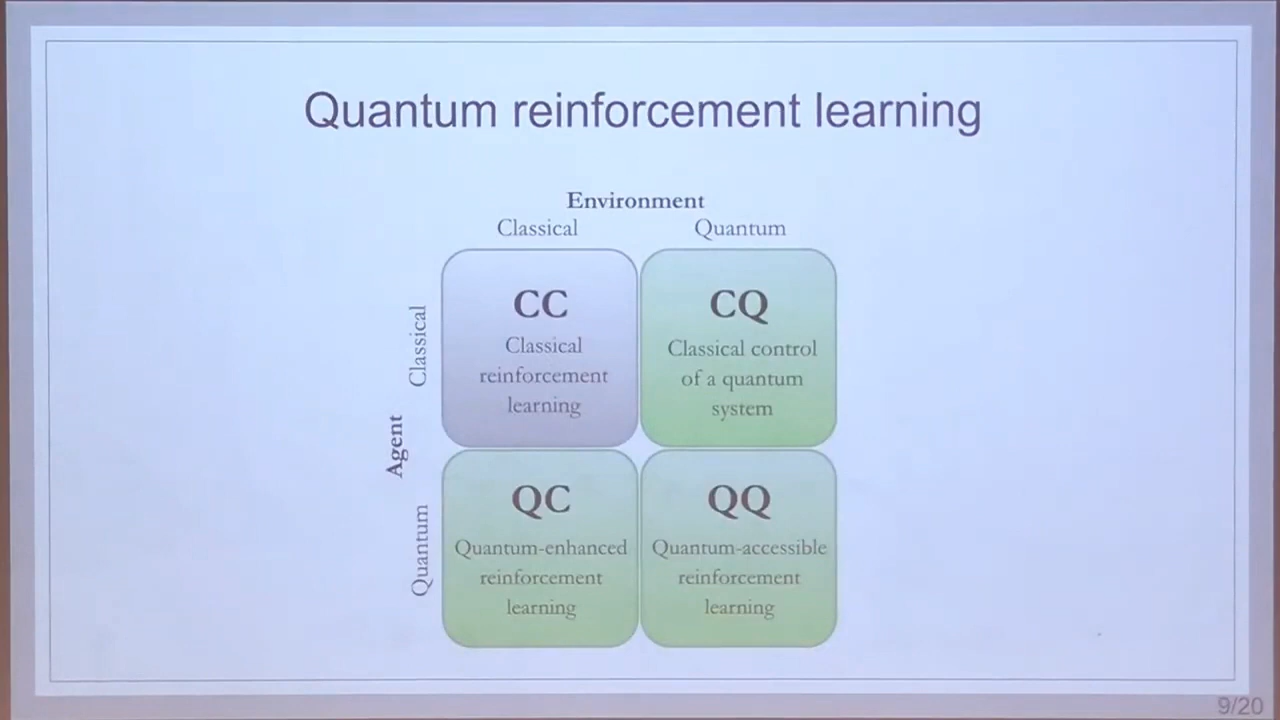 Quantum reinforcement learning
Environment
Classical Quantum
Agent
Classical
CC
Classical
reinforcement
learning
CQ
Classical control
of a quantum
system
Quantum
QC
Quantum-enhanced
reinforcement
learning
QQ
Quantum-accessible
reinforcement
learning
9/20